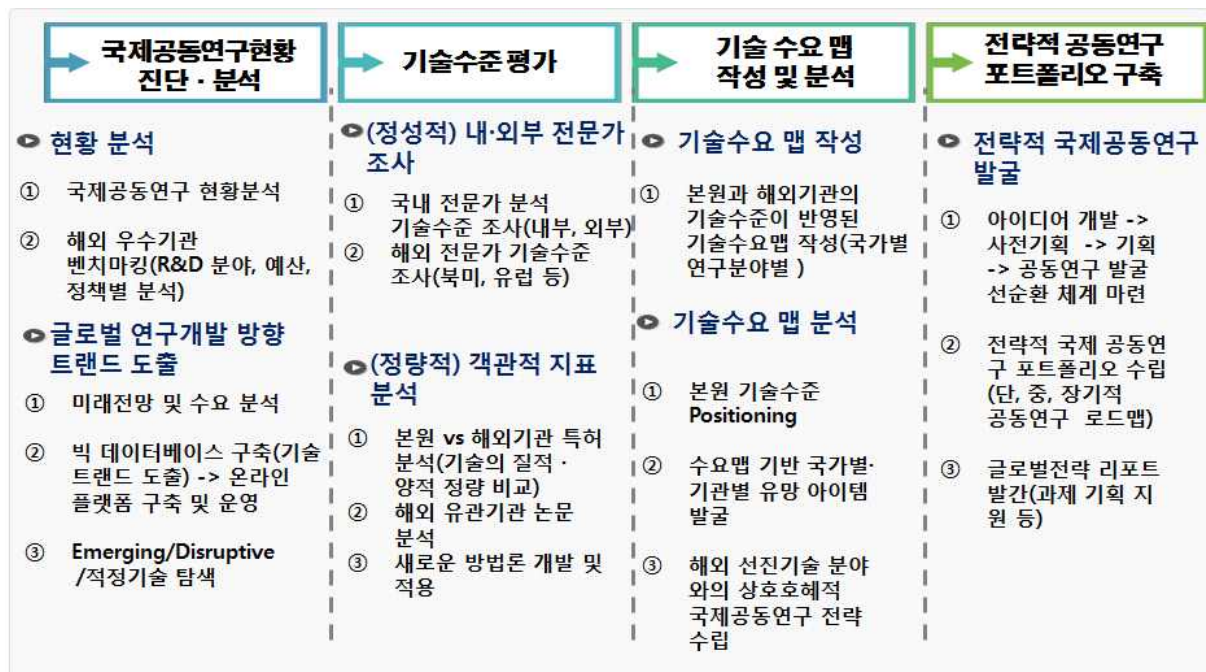 국제공동연구현황
진단 · 분석
현황 분석
① 국제공동연구 현황분석
② 해외 우수기관
벤치마킹(R&D 분야, 예산,
정책별 분석)
글로벌 연구개발 방향
트랜드 도출
① 미래전망 및 수요 분석
② 빅 데이터베이스 구축(기술
트랜드 도출) -> 온라인
플랫폼 구축 및 운영
③ Emerging/Disruptive
/적정기술 탐색
기술수준 평가
(정성적) 내·외부 전문가
조사
① 국내 전문가 분석
기술수준 조사(내부, 외부)
② 해외 전문가 기술수준
조사(북미, 유럽 등)
(정량적) 객관적 지표
분석
① 본원 vs 해외기관 특허
분석(기술의 질적 ·
양적 정량 비교)
② 해외 유관기관 논문
분석
③ 새로운 방법론 개발 및
적용
기술 수요 맵
작성 및 분석
기술수요 맵 작성
① 본원과 해외기관의
기술수준이 반영된
기술수요맵 작성(국가별
연구분야별 )
기술수요 맵 분석
① 본원 기술수준
Positioning
② 수요맵 기반 국가별·
기관별 유망 아이템
발굴
③ 해외 선진기술 분야
와의 상호호혜적
국제공동연구 전략
수립
전략적 공동연구
포트폴리오 구축
전략적 국제공동연구
발굴
① 아이디어 개발 ->
사전기획 -> 기획
-> 공동연구 발굴
선순환 체계 마련
② 전략적 국제 공동연
구 포트폴리오 수립
(단, 중, 장기적
공동연구 로드맵)
③ 글로벌전략 리포트
발간(과제 기획 지
원 등)